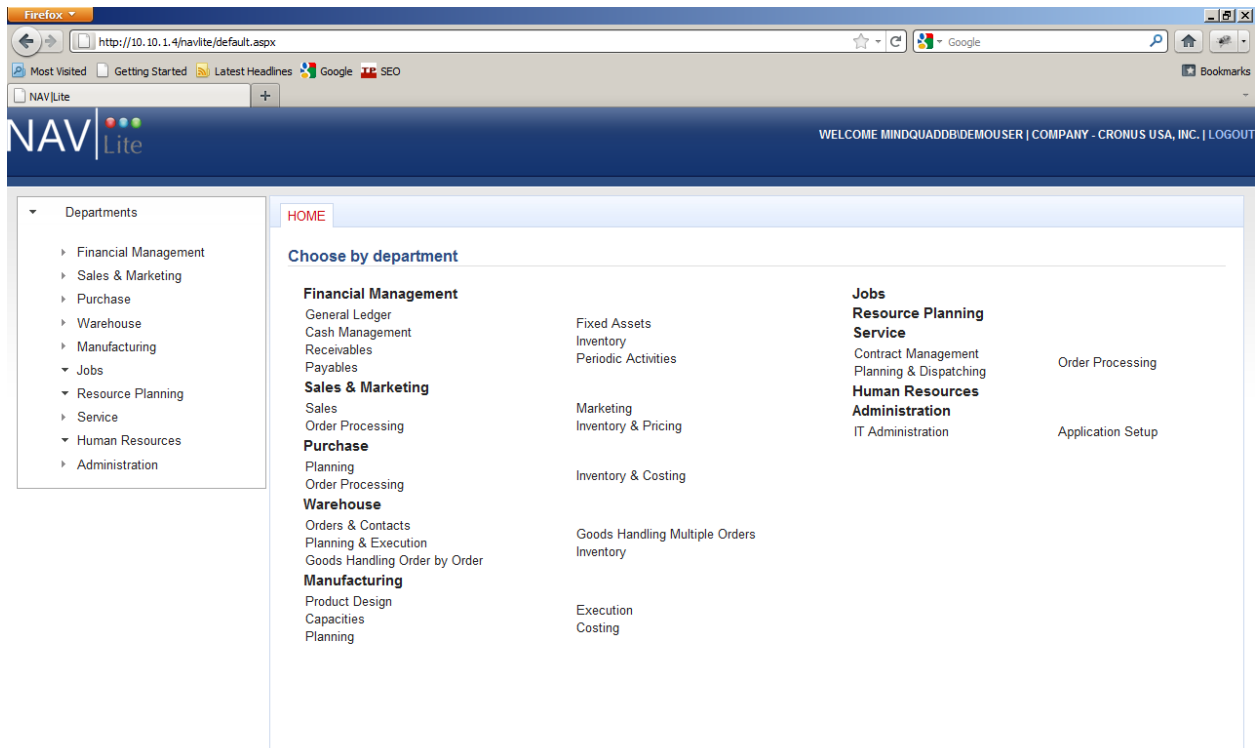 Firefox
http://10.10.1.4/navlite/default.aspx
Google
Most Visited
Getting Started
Latest Headlines
Google
SEO
Bookmarks
NAV|Lite
NAV|Lite
WELCOME MINDQUADDB\DEMOUSER | COMPANY - CRONUS USA, INC. | LOGOUT
Departments
Financial Management
Sales & Marketing
Purchase
Warehouse
Manufacturing
Jobs
Resource Planning
Service
Human Resources
Administration
HOME
Choose by department
Financial Management
General Ledger
Cash Management
Receivables
Payables
Fixed Assets
Inventory
Periodic Activities
Sales & Marketing
Sales
Order Processing
Marketing
Inventory & Pricing
Purchase
Planning
Order Processing
Inventory & Costing
Warehouse
Orders & Contacts
Planning & Execution
Goods Handling Order by Order
Goods Handling Multiple Orders
Inventory
Manufacturing
Product Design
Capacities
Planning
Execution
Costing
Jobs
Resource Planning
Service
Contract Management
Planning & Dispatching
Order Processing
Human Resources
Administration
IT Administration
Application Setup